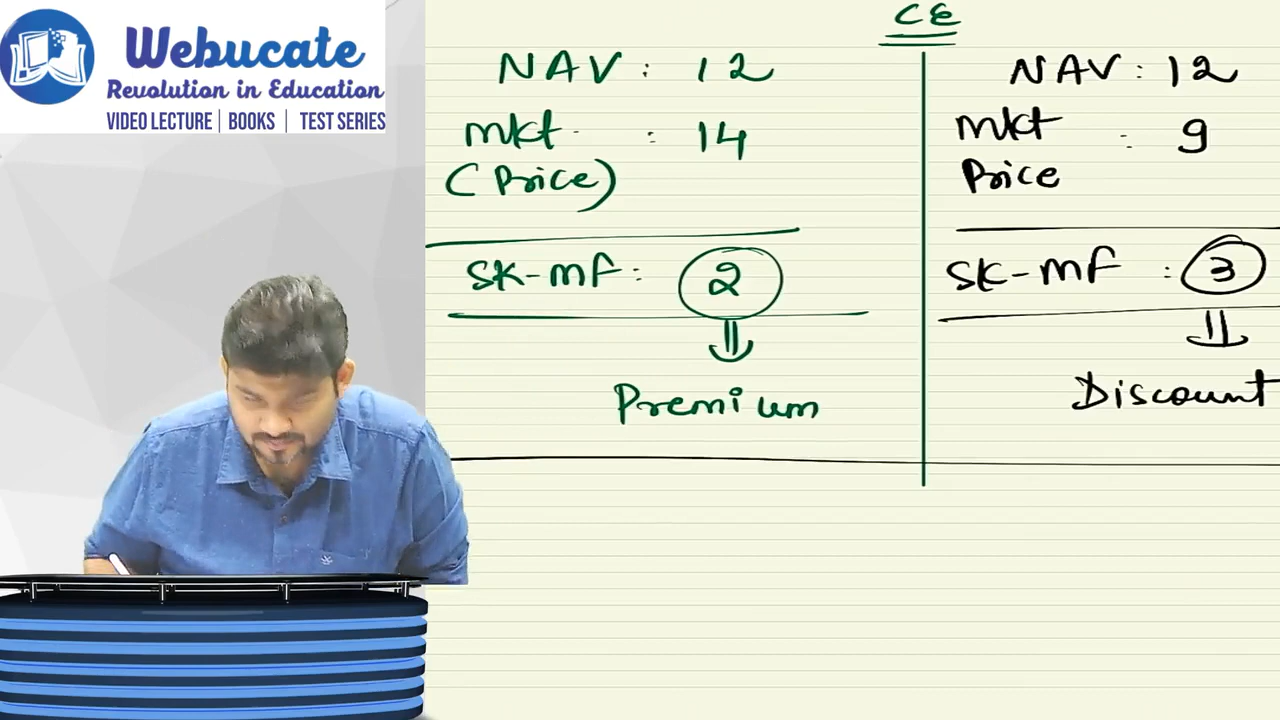 Webucate
Revolution in Education
VIDEO LECTURE | BOOKS | TEST SERIES
CE
NAV : 12
mkt : 14
(Price)
SK-MF : 2
Premium
NAV : 12
mkt : 9
Price
SK-MF : 3
Discount